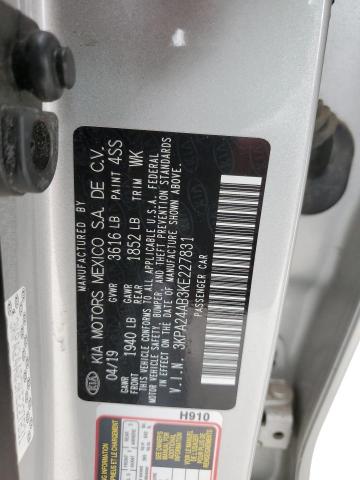 MANUFACTURED BY
KIA MOTORS MEXICO S.A. DE C.V.
04/19 GVWR 3616 LB PAINT 4SS
GAWR FRONT 1940 LB GAWR REAR 1852 LB TRIM WK
THIS VEHICLE CONFORMS TO ALL APPLICABLE U.S.A. FEDERAL
MOTOR VEHICLE SAFETY, BUMPER, AND THEFT PREVENTION STANDARDS
IN EFFECT ON THE DATE OF MANUFACTURE SHOWN ABOVE.
V.I.N. 3KPA24AB3KE227831
PASSENGER CAR
KIA
H910